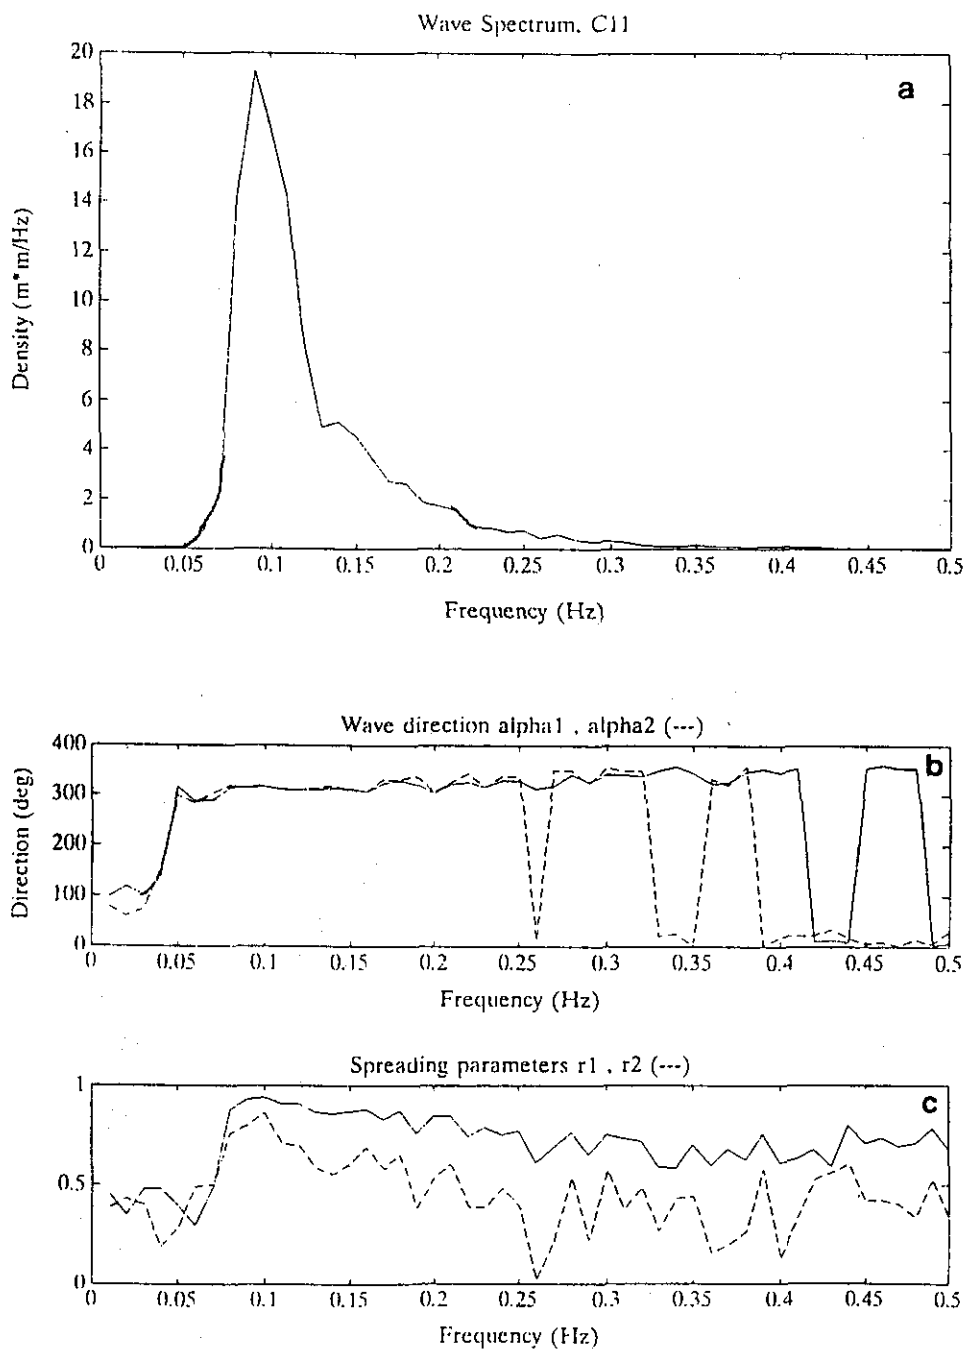 Wave Spectrum. C11
a
20
18
16
14
12
10
8
6
4
2
0
Density (m*m/Hz)
0 0.05 0.1 0.15 0.2 0.25 0.3 0.35 0.4 0.45 0.5
Frequency (Hz)
Wave direction alpha1 , alpha2 (---)
b
400
300
200
100
0
Direction (deg)
0 0.05 0.1 0.15 0.2 0.25 0.3 0.35 0.4 0.45 0.5
Frequency (Hz)
Spreading parameters r1 , r2 (---)
c
1
0.5
0
0 0.05 0.1 0.15 0.2 0.25 0.3 0.35 0.4 0.45 0.5
Frequency (Hz)